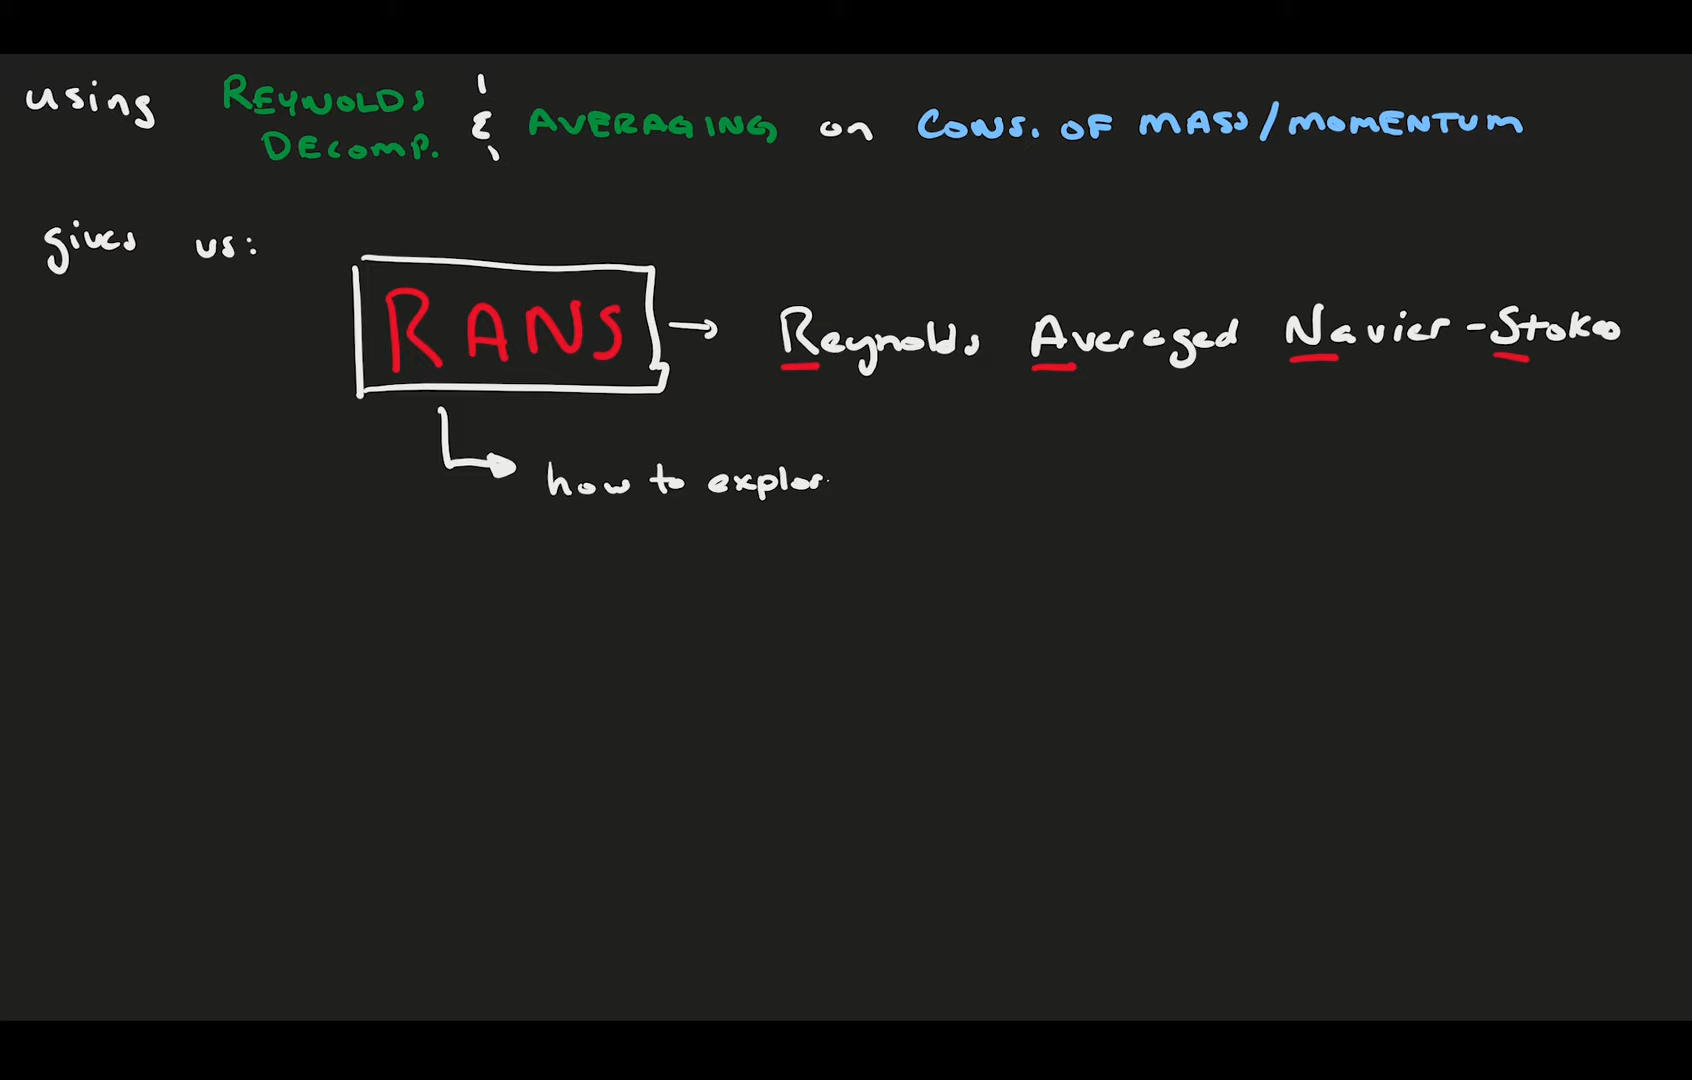 using REYNOLDS DECOMP. & AVERAGING on CONS. OF MASS/MOMENTUM
gives us:
RANS → Reynolds Averaged Navier-Stokes
how to explor